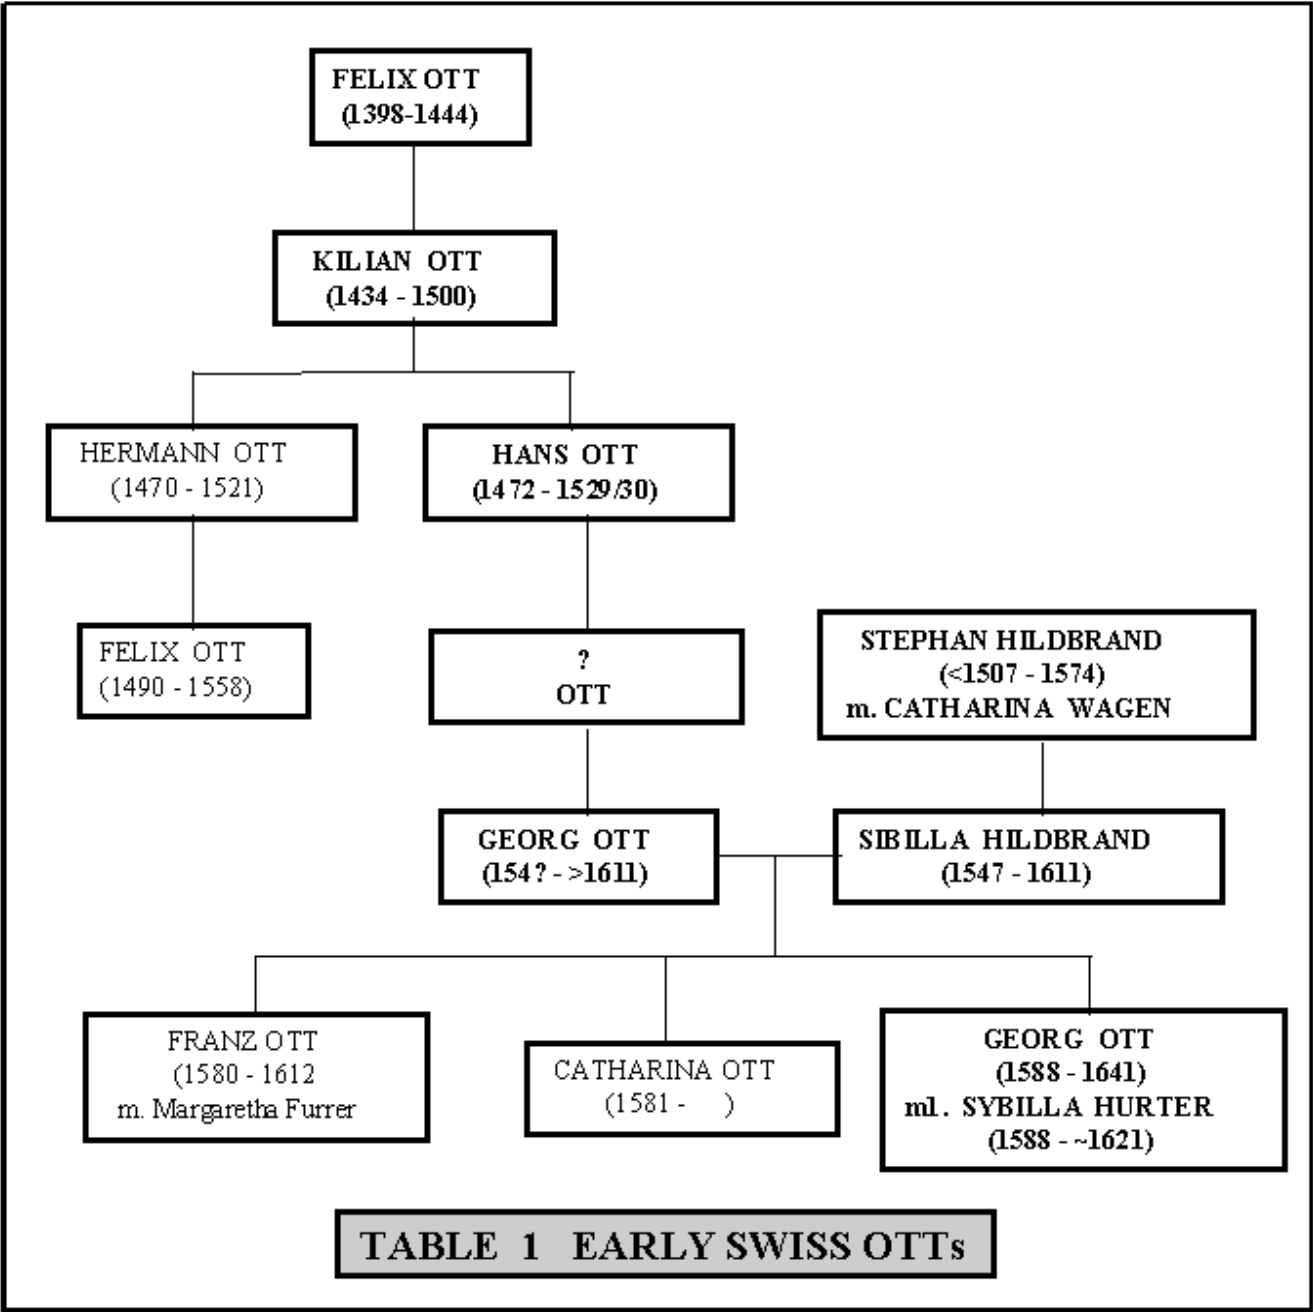 FELIX OTT
(1398-1444)
KILIAN OTT
(1434 - 1500)
HERMANN OTT
(1470 - 1521)
HANS OTT
(1472 - 1529/30)
FELIX OTT
(1490 - 1558)
?
OTT
STEPHAN HILDBRAND
(<1507 - 1574)
m. CATHARINA WAGEN
GEORG OTT
(154? - >1611)
SIBILLA HILDBRAND
(1547 - 1611)
FRANZ OTT
(1580 - 1612
m. Margaretha Furrer
CATHARINA OTT
(1581 - )
GEORG OTT
(1588 - 1641)
m1. SYBILLA HURTER
(1588 - ~1621)
TABLE 1 EARLY SWISS OTTs